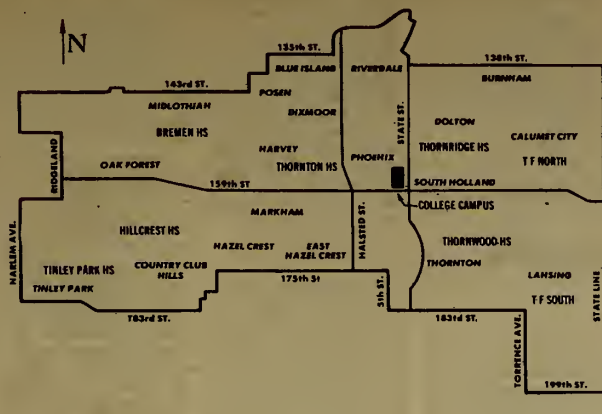 N
135th ST.
138th ST.
BLUE ISLAND
RIVERDALE
BURNHAM
143rd ST.
POSEN
MIDLOTHIAN
DIXMOOR
BREMEN HS
STATE ST.
DOLTON
CALUMET CITY
HARVEY
THORNRIDGE HS
PHOENIX
OAK FOREST
THORNTON HS
T F NORTH
RIDGELAND
159th ST
SOUTH HOLLAND
COLLEGE CAMPUS
MARKHAM
HALSTED ST.
HILLCREST HS
THORNWOOD HS
HAZEL CREST
EAST
HAZEL CREST
HARLEM AVE.
TINLEY PARK HS
COUNTRY CLUB
HILLS
THORNTON
LANSING
TINLEY PARK
175th St
5th ST.
T F SOUTH
STATE LINE
183rd ST.
183rd ST.
TORRENCE AVE.
199th ST.